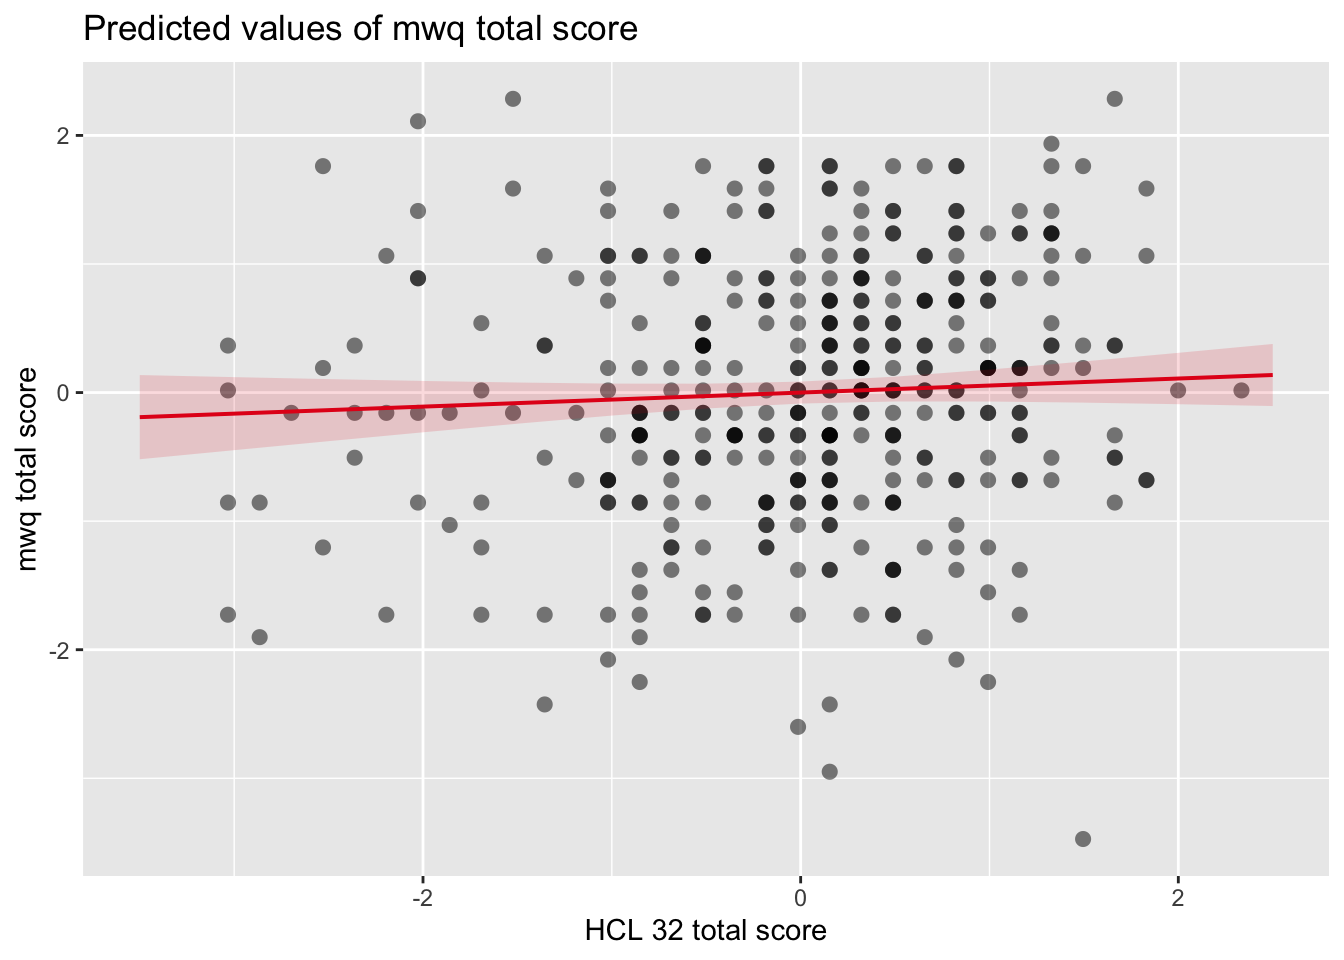 Predicted values of mwq total score
2
0
-2
mwq total score
-2 0 2
HCL 32 total score